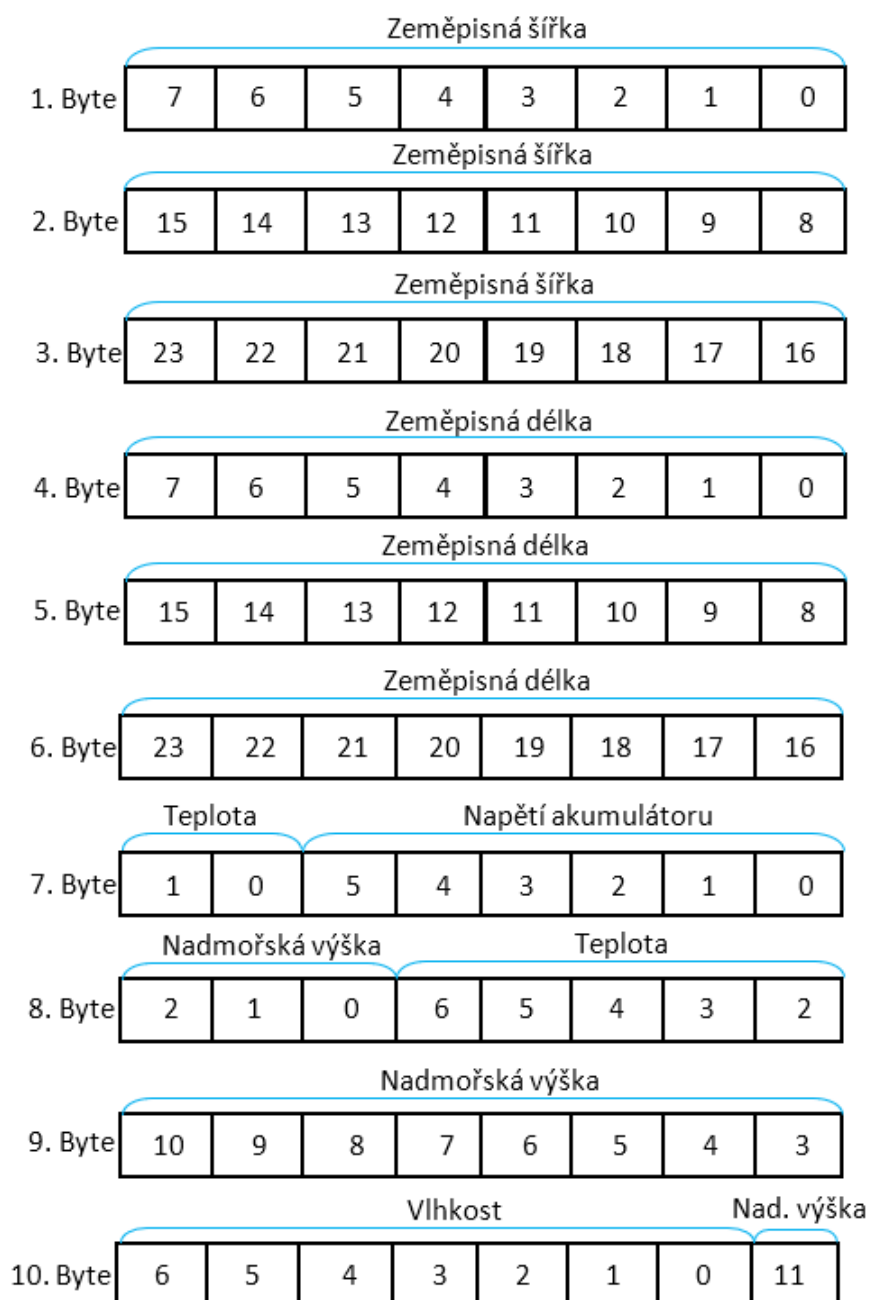 Zeměpisná šířka
1. Byte 7 6 5 4 3 2 1 0
Zeměpisná šířka
2. Byte 15 14 13 12 11 10 9 8
Zeměpisná šířka
3. Byte 23 22 21 20 19 18 17 16
Zeměpisná délka
4. Byte 7 6 5 4 3 2 1 0
Zeměpisná délka
5. Byte 15 14 13 12 11 10 9 8
Zeměpisná délka
6. Byte 23 22 21 20 19 18 17 16
Teplota Napětí akumulátoru
7. Byte 1 0 5 4 3 2 1 0
Nadmořská výška Teplota
8. Byte 2 1 0 6 5 4 3 2
Nadmořská výška
9. Byte 10 9 8 7 6 5 4 3
Vlhkost Nad. výška
10. Byte 6 5 4 3 2 1 0 11